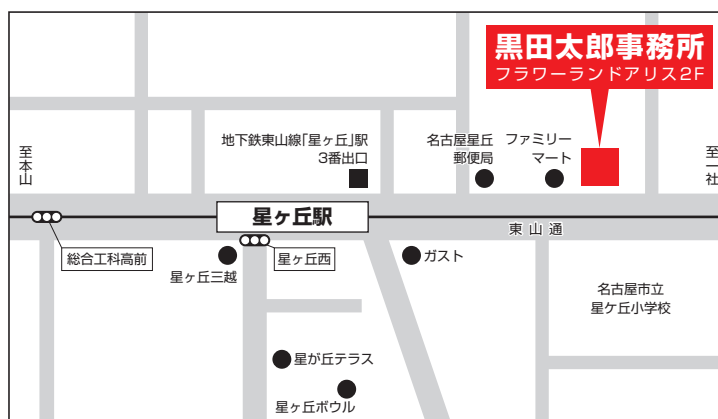 黒田太郎事務所
フラワーランドアリス2F
至本山
地下鉄東山線「星ヶ丘」駅
3番出口
名古屋星丘
郵便局
ファミリー
マート
至一社
星ヶ丘駅
東山通
総合工科高前
星ヶ丘三越
星ヶ丘西
ガスト
名古屋市立
星ケ丘小学校
星が丘テラス
星ヶ丘ボウル